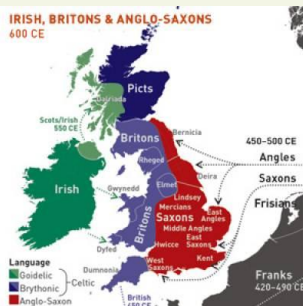 IRISH, BRITONS & ANGLO-SAXONS
600 CE
Picts
Dalriada
Scots/Irish
550 CE
Britons
Bernicia
450–500 CE
Rheged
Angles
Irish
Gwynedd
Elmet
Deira
Saxons
Lindsey
Mercians
Frisians
Britons
Saxons
East
Angles
Middle Angles
Dyfed
Hwicce
East
Saxons
Language
Goidelic
Brythonic
Celtic
Anglo-Saxon
Dumnonia
West
Saxons
Kent
Franks
420–490 CE
British
450 CE